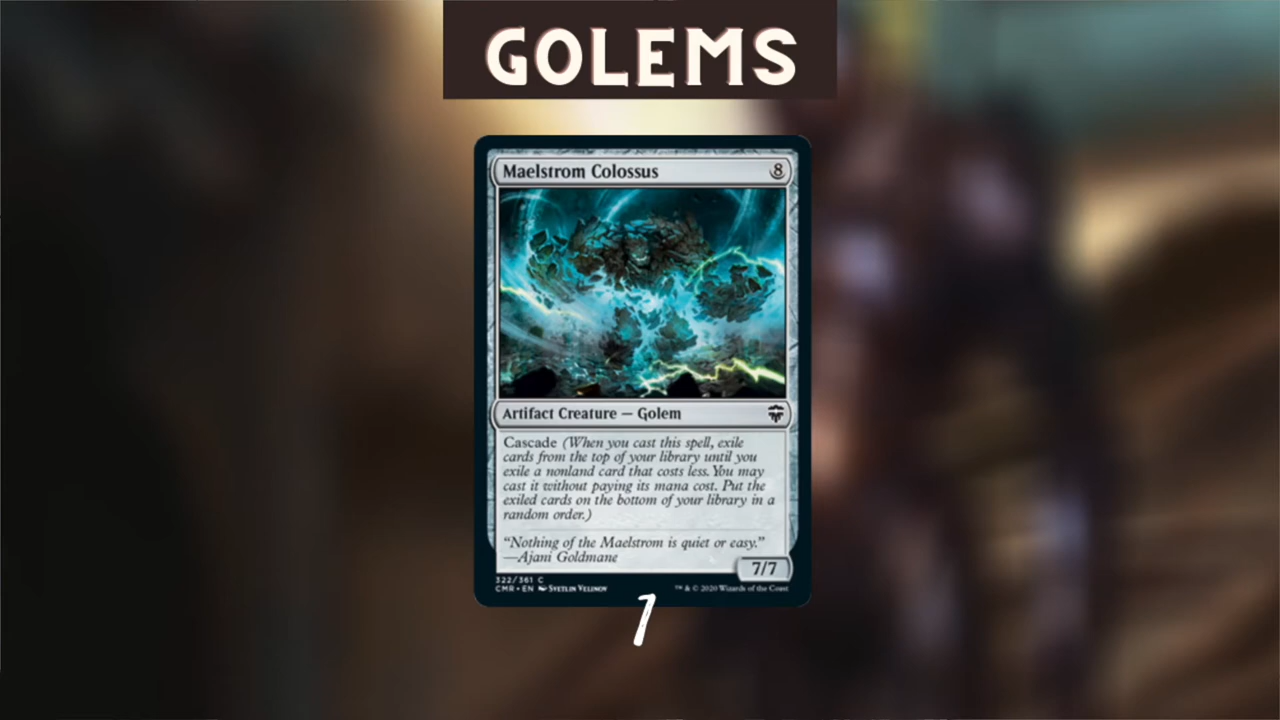 GOLEMS
Maelstrom Colossus 8
Artifact Creature — Golem
Cascade (When you cast this spell, exile
cards from the top of your library until you
exile a nonland card that costs less. You may
cast it without paying its mana cost. Put the
exiled cards on the bottom of your library in a
random order.)
"Nothing of the Maelstrom is quiet or easy."
—Ajani Goldmane
7/7
322/361 C
CMR • EN Svetlin Velinov ™ & © 2020 Wizards of the Coast
1